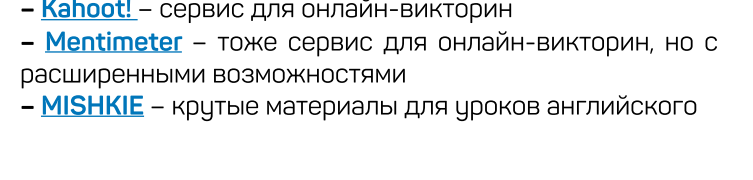 – Kahoot! – сервис для онлайн-викторин
– Mentimeter – тоже сервис для онлайн-викторин, но с
расширенными возможностями
– MISHKIE – крутые материалы для уроков английского